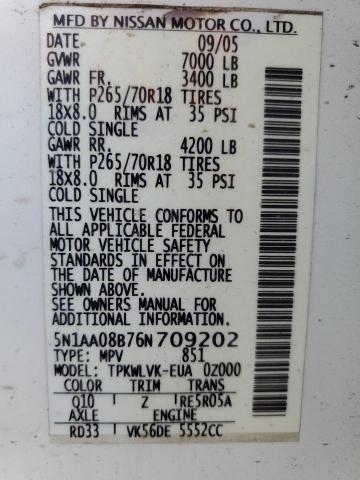 MFD BY NISSAN MOTOR CO., LTD.
DATE 09/05
GVWR 7000 LB
GAWR FR. 3400 LB
WITH P265/70R18 TIRES
18X8.0 RIMS AT 35 PSI
COLD SINGLE
GAWR RR. 4200 LB
WITH P265/70R18 TIRES
18X8.0 RIMS AT 35 PSI
COLD SINGLE
THIS VEHICLE CONFORMS TO
ALL APPLICABLE FEDERAL
MOTOR VEHICLE SAFETY
STANDARDS IN EFFECT ON
THE DATE OF MANUFACTURE
SHOWN ABOVE.
SEE OWNERS MANUAL FOR
ADDITIONAL INFORMATION.
5N1AA08B76N709202
TYPE: MPV 851
MODEL: TPKWLVK-EUA 0Z000
COLOR TRIM TRANS
Q10 Z RE5R05A
AXLE ENGINE
RD33 VK56DE 5552CC